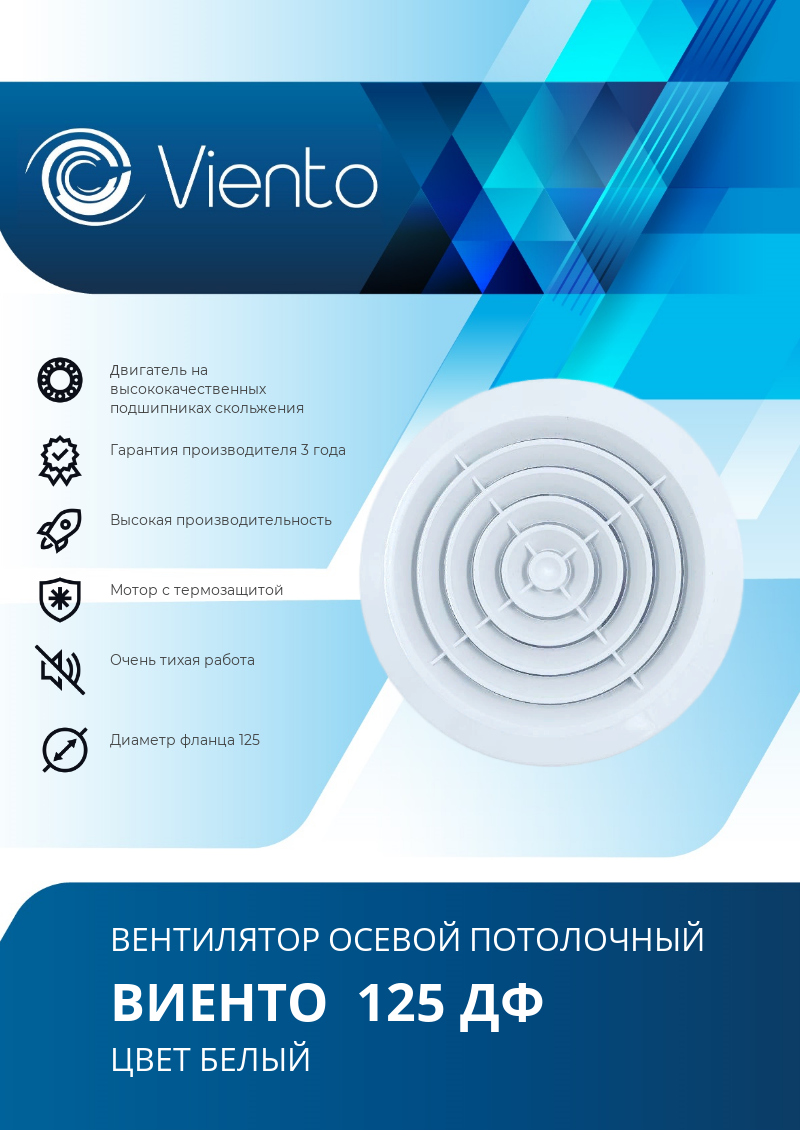 Viento
Двигатель на
высококачественных
подшипниках скольжения
Гарантия производителя 3 года
Высокая производительность
Мотор с термозащитой
Очень тихая работа
Диаметр фланца 125
ВЕНТИЛЯТОР ОСЕВОЙ ПОТОЛОЧНЫЙ
ВИЕНТО 125 ДФ
ЦВЕТ БЕЛЫЙ